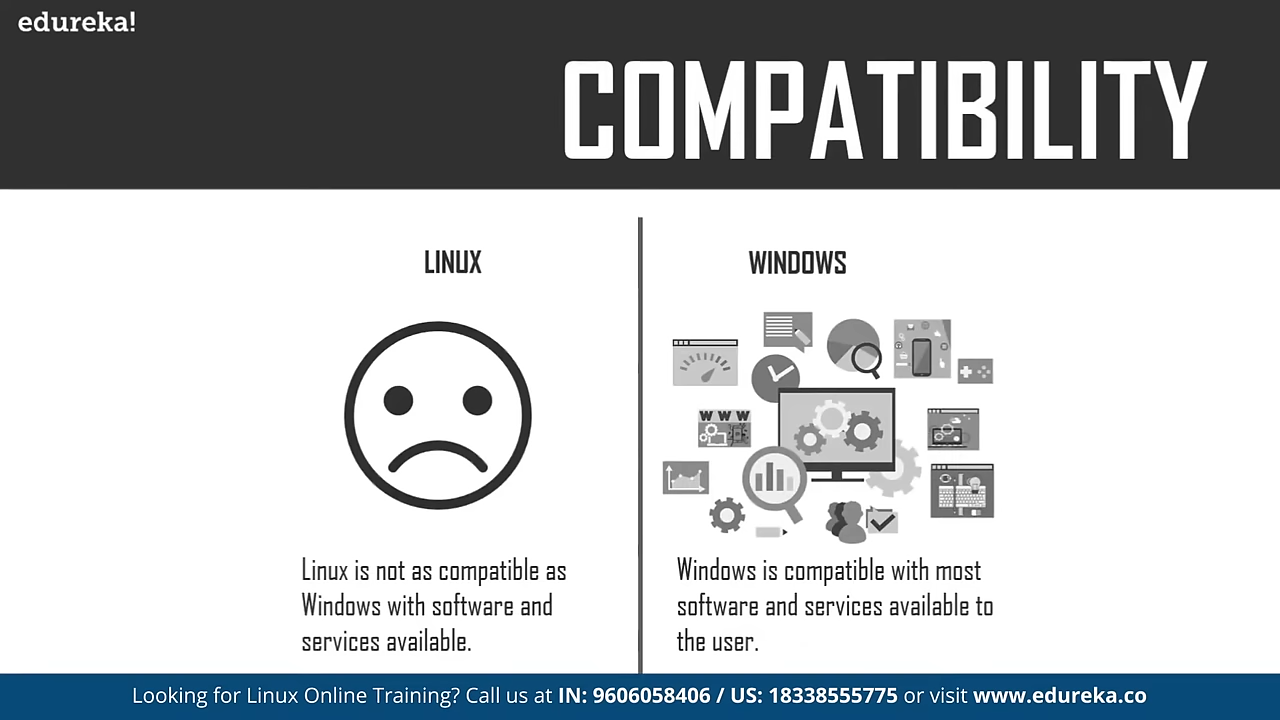 edureka!
COMPATIBILITY
LINUX
WINDOWS
WWW
Linux is not as compatible as
Windows with software and
services available.
Windows is compatible with most
software and services available to
the user.
Looking for Linux Online Training? Call us at IN: 9606058406 / US: 18338555775 or visit www.edureka.co